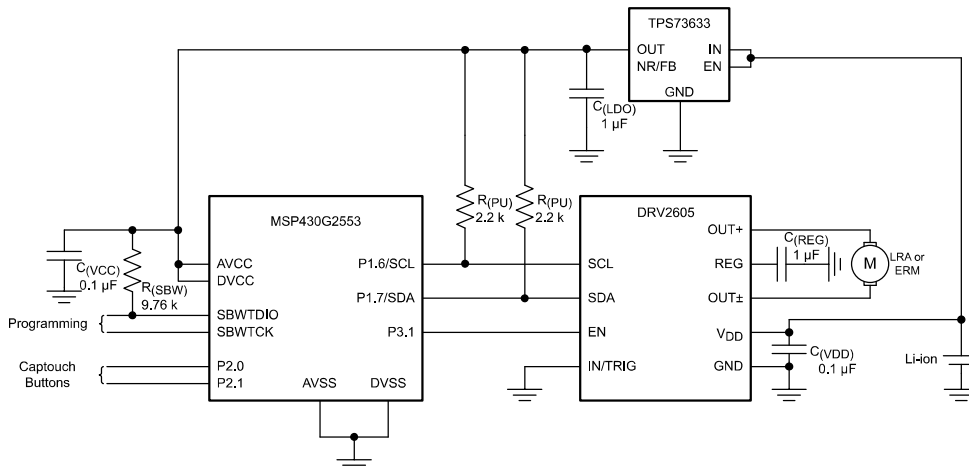 TPS73633
OUT
IN
NR/FB
EN
GND
C(LDO)
1 µF
R(PU)
2.2 k
R(PU)
2.2 k
MSP430G2553
DRV2605
C(VCC)
0.1 µF
R(SBW)
9.76 k
AVCC
DVCC
SBWTDIO
SBWTCK
P2.0
P2.1
AVSS
DVSS
P1.6/SCL
P1.7/SDA
P3.1
Programming
Captouch
Buttons
SCL
SDA
EN
IN/TRIG
OUT+
REG
OUT±
VDD
GND
C(REG)
1 µF
M
LRA or
ERM
C(VDD)
0.1 µF
Li-ion